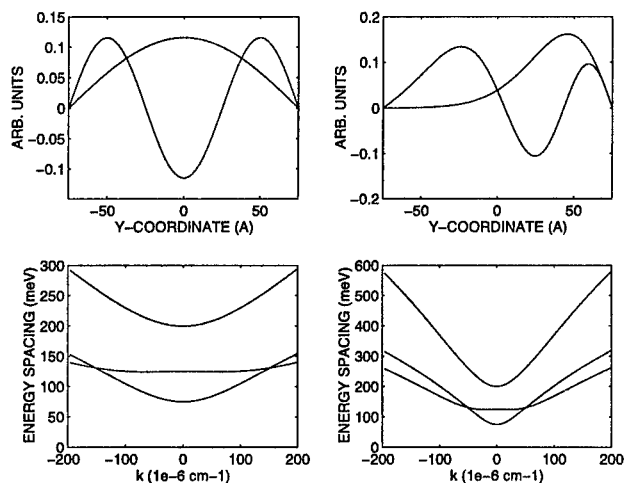 0.15
0.1
0.05
0
-0.05
-0.1
ARB. UNITS
-50 0 50
Y-COORDINATE (A)
0.2
0.1
0
-0.1
-0.2
ARB. UNITS
-50 0 50
Y-COORDINATE (A)
300
250
200
150
100
50
0
ENERGY SPACING (meV)
-200 -100 0 100 200
k (1e-6 cm-1)
600
500
400
300
200
100
0
ENERGY SPACING (meV)
-200 -100 0 100 200
k (1e-6 cm-1)